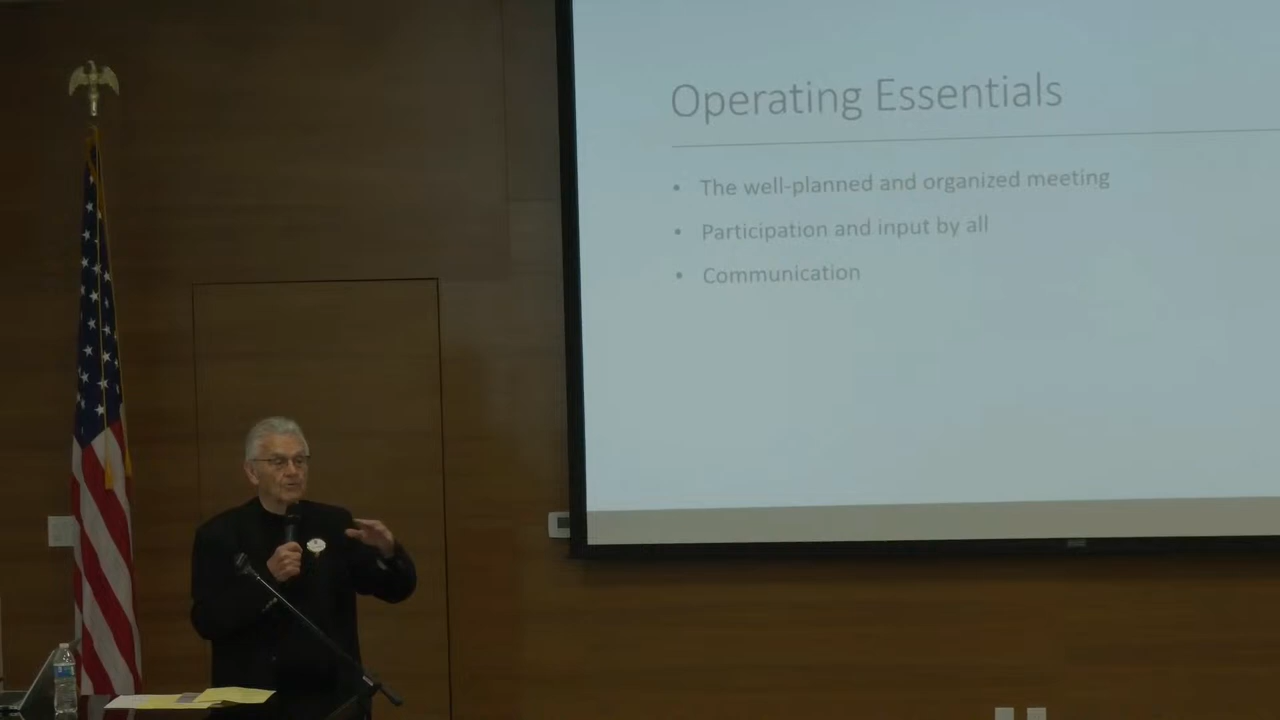 Operating Essentials
• The well-planned and organized meeting
• Participation and input by all
• Communication